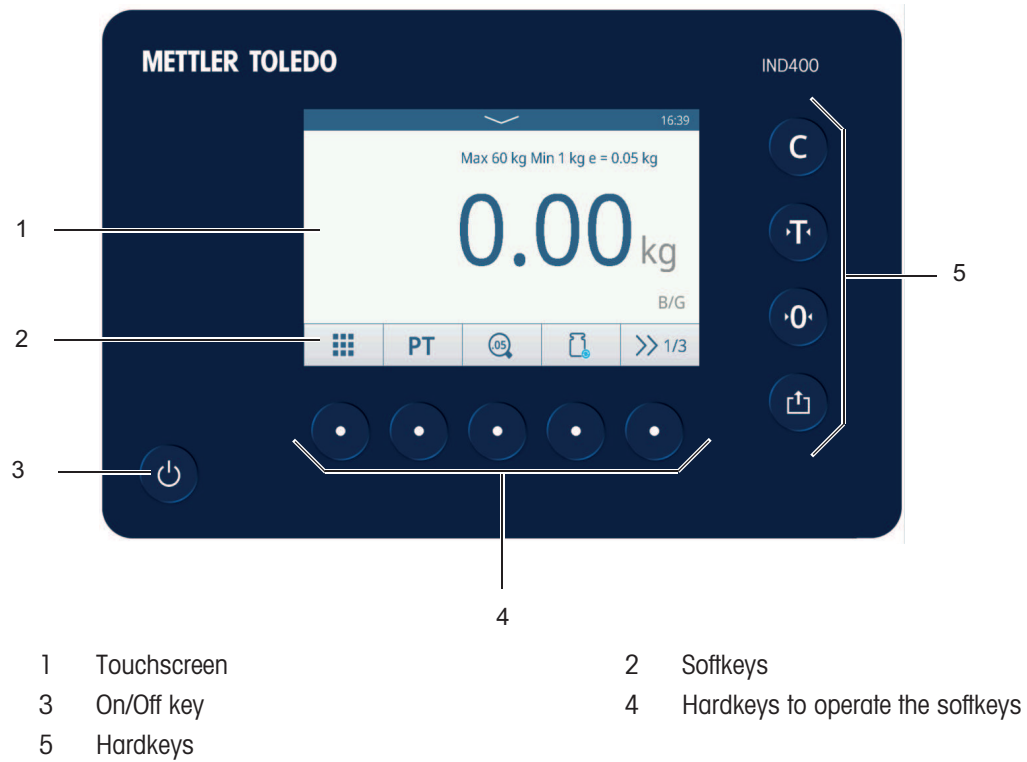 METTLER TOLEDO
IND400
16:39
Max 60 kg Min 1 kg e = 0.05 kg
0.00 kg
B/G
PT
.05
1/3
C
T
0
1
2
3
4
5
1 Touchscreen 2 Softkeys
3 On/Off key 4 Hardkeys to operate the softkeys
5 Hardkeys